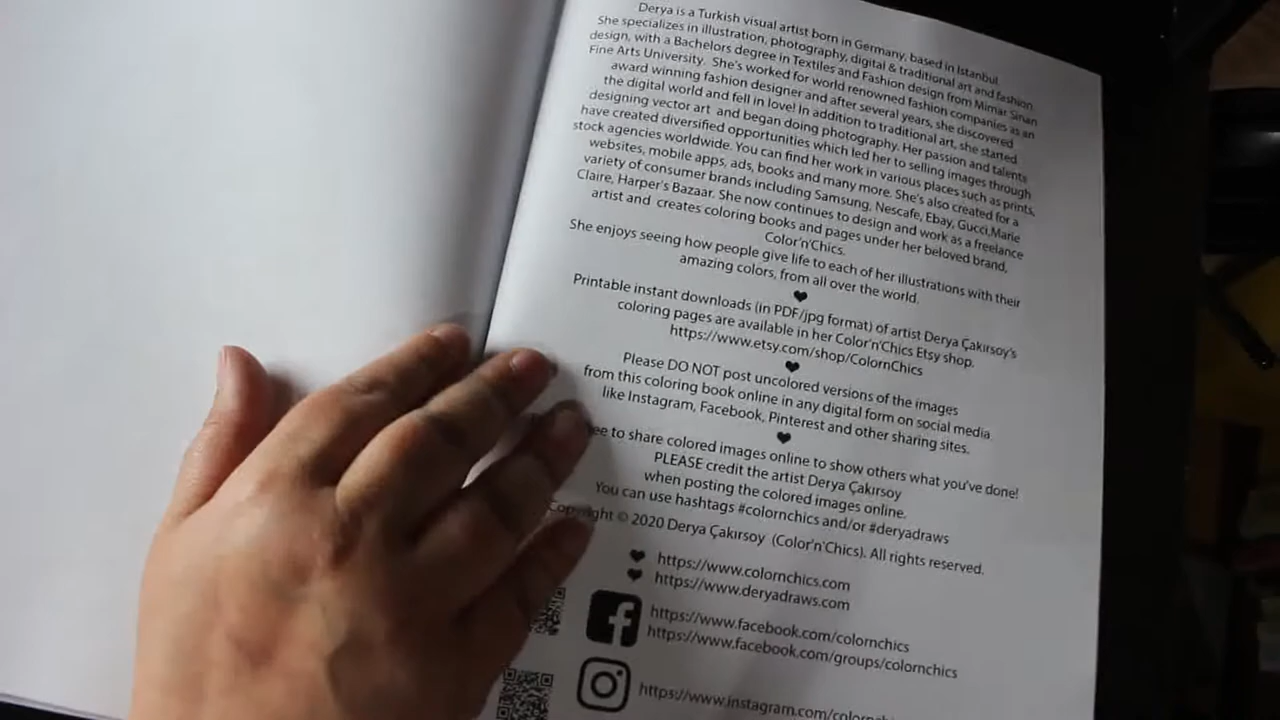 Derya is a Turkish visual artist born in Germany, based in Istanbul.
She specializes in illustration, photography, digital & traditional art and fashion
design, with a Bachelors degree in Textiles and Fashion design from Mimar Sinan
Fine Arts University. She's worked for world renowned fashion companies as an
award winning fashion designer and after several years, she discovered
the digital world and fell in love! In addition to traditional art, she started
designing vector art and began doing photography. Her passion and talents
have created diversified opportunities which led her to selling images through
stock agencies worldwide. You can find her work in various places such as prints,
websites, mobile apps, ads, books and many more. She's also created for a
variety of consumer brands including Samsung, Nescafe, Ebay, Gucci,Marie
Claire, Harper's Bazaar. She now continues to design and work as a freelance
artist and creates coloring books and pages under her beloved brand,
Color'n'Chics.
She enjoys seeing how people give life to each of her illustrations with their
amazing colors, from all over the world.
Printable instant downloads (in PDF/jpg format) of artist Derya Çakırsoy's
coloring pages are available in her Color'n'Chics Etsy shop.
https://www.etsy.com/shop/ColornChics
Please DO NOT post uncolored versions of the images
from this coloring book online in any digital form on social media
like Instagram, Facebook, Pinterest and other sharing sites.
to share colored images online to show others what you've done!
PLEASE credit the artist Derya Çakırsoy
when posting the colored images online.
You can use hashtags #colornchics and/or #deryadraws
Copyright © 2020 Derya Çakırsoy (Color'n'Chics). All rights reserved.
https://www.colornchics.com
https://www.deryadraws.com
https://www.facebook.com/colornchics
https://www.facebook.com/groups/colornchics